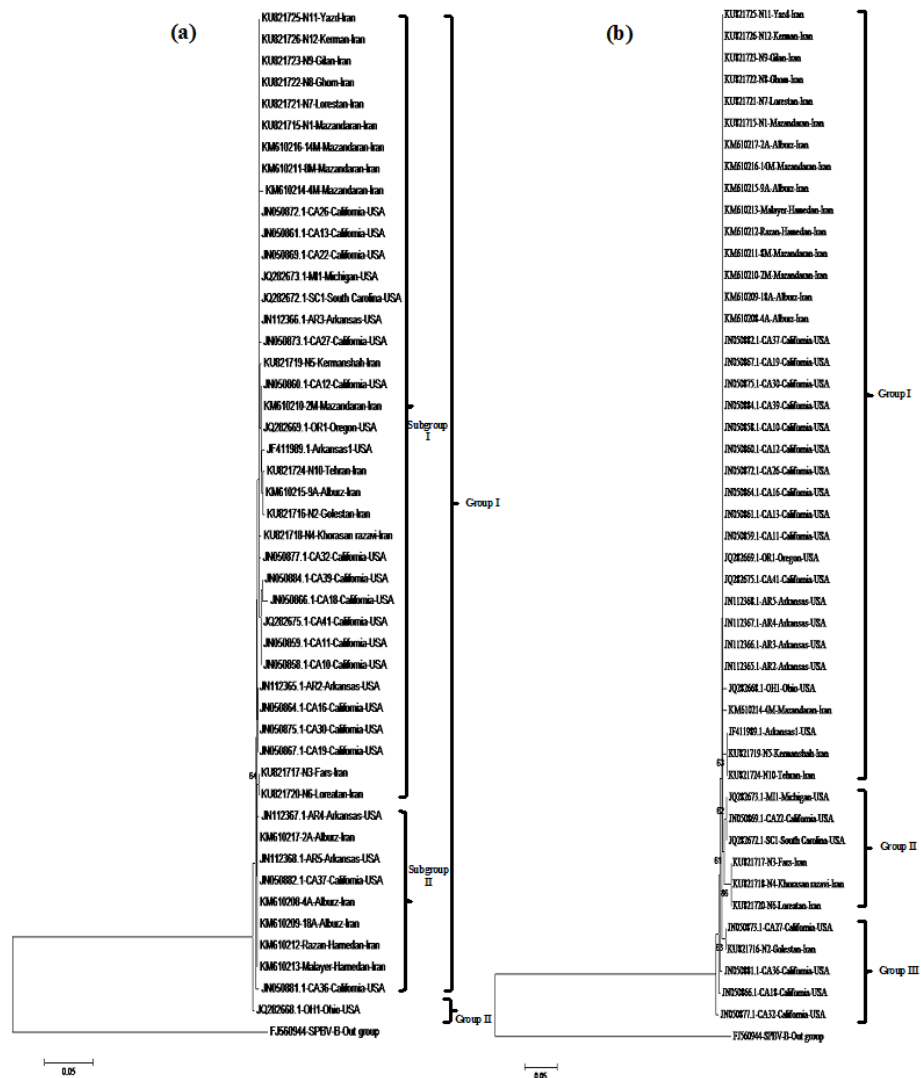 (a)
KU821725-N11-Yazd-Iran
KU821726-N12-Kerman-Iran
KU821723-N9-Gilan-Iran
KU821722-N8-Ghom-Iran
KU821721-N7-Lorestan-Iran
KU821715-N1-Mazandaran-Iran
KM610216-14M-Mazandaran-Iran
KM610211-8M-Mazandaran-Iran
KM610214-4M-Mazandaran-Iran
JN050872.1-CA26-California-USA
JN050861.1-CA13-California-USA
JN050869.1-CA22-California-USA
JQ282673.1-MI1-Michigan-USA
JQ282672.1-SC1-South Carolina-USA
JN112366.1-AR3-Arkansas-USA
JN050873.1-CA27-California-USA
KU821719-N5-Kermanshah-Iran
JN050860.1-CA12-California-USA
KM610210-2M-Mazandaran-Iran
JQ282669.1-OR1-Oregon-USA
JF411989.1-Arkansas1-USA
KU821724-N10-Tehran-Iran
KM610215-9A-Alburz-Iran
KU821716-N2-Golestan-Iran
KU821718-N4-Khorasan razavi-Iran
JN050877.1-CA32-California-USA
JN050884.1-CA39-California-USA
JN050866.1-CA18-California-USA
JQ282675.1-CA41-California-USA
JN050859.1-CA11-California-USA
JN050858.1-CA10-California-USA
JN112365.1-AR2-Arkansas-USA
JN050864.1-CA16-California-USA
JN050875.1-CA30-California-USA
JN050867.1-CA19-California-USA
KU821717-N3-Fars-Iran
64
KU821720-N6-Loreatan-Iran
JN112367.1-AR4-Arkansas-USA
KM610217-2A-Alburz-Iran
JN112368.1-AR5-Arkansas-USA
JN050882.1-CA37-California-USA
KM610208-4A-Alburz-Iran
KM610209-18A-Alburz-Iran
KM610212-Razan-Hamedan-Iran
KM610213-Malayer-Hamedan-Iran
JN050881.1-CA36-California-USA
JQ282668.1-OH1-Ohio-USA
FJ560944-SPBV-B-Out group
Subgroup
I
Subgroup
II
Group I
Group II
0.05
(b)
KU821725-N11-Yazd-Iran
KU821726-N12-Kerman-Iran
KU821723-N9-Gilan-Iran
KU821722-N8-Ghom-Iran
KU821721-N7-Lorestan-Iran
KU821715-N1-Mazandaran-Iran
KM610217-2A-Alburz-Iran
KM610216-14M-Mazandaran-Iran
KM610215-9A-Alburz-Iran
KM610213-Malayer-Hamedan-Iran
KM610212-Razan-Hamedan-Iran
KM610211-8M-Mazandaran-Iran
KM610210-2M-Mazandaran-Iran
KM610209-18A-Alburz-Iran
KM610208-4A-Alburz-Iran
JN050882.1-CA37-California-USA
JN050867.1-CA19-California-USA
JN050875.1-CA30-California-USA
JN050884.1-CA39-California-USA
JN050858.1-CA10-California-USA
JN050860.1-CA12-California-USA
JN050872.1-CA26-California-USA
JN050864.1-CA16-California-USA
JN050861.1-CA13-California-USA
JN050859.1-CA11-California-USA
JQ282669.1-OR1-Oregon-USA
JQ282675.1-CA41-California-USA
JN112368.1-AR5-Arkansas-USA
JN112367.1-AR4-Arkansas-USA
JN112366.1-AR3-Arkansas-USA
JN112365.1-AR2-Arkansas-USA
JQ282668.1-OH1-Ohio-USA
KM610214-4M-Mazandaran-Iran
JF411989.1-Arkansas1-USA
KU821719-N5-Kermanshah-Iran
63
KU821724-N10-Tehran-Iran
JQ282673.1-MI1-Michigan-USA
62
JN050869.1-CA22-California-USA
JQ282672.1-SC1-South Carolina-USA
61
KU821717-N3-Fars-Iran
KU821718-N4-Khorasan razavi-Iran
86
KU821720-N6-Loreatan-Iran
JN050873.1-CA27-California-USA
KU821716-N2-Golestan-Iran
JN050881.1-CA36-California-USA
JN050866.1-CA18-California-USA
JN050877.1-CA32-California-USA
FJ560944-SPBV-B-Out group
Group I
Group II
Group III
0.05